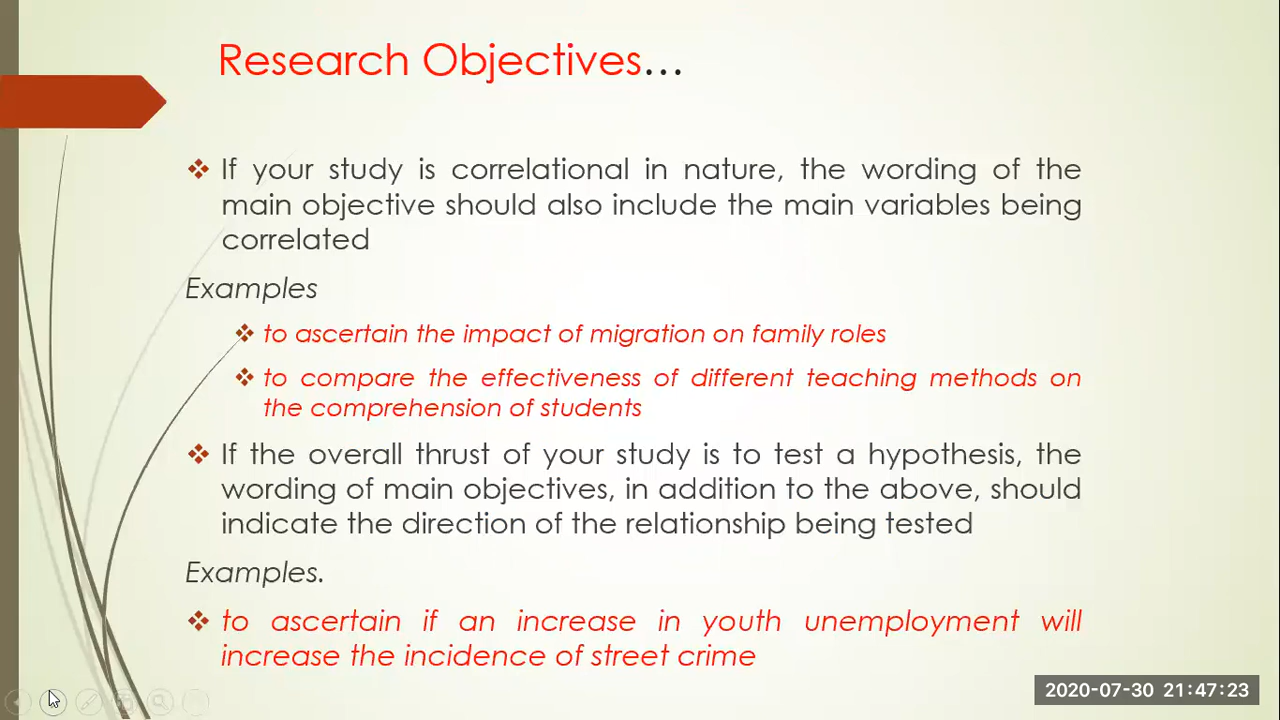 Research Objectives…
❖ If your study is correlational in nature, the wording of the
main objective should also include the main variables being
correlated
Examples
❖ to ascertain the impact of migration on family roles
❖ to compare the effectiveness of different teaching methods on
the comprehension of students
❖ If the overall thrust of your study is to test a hypothesis, the
wording of main objectives, in addition to the above, should
indicate the direction of the relationship being tested
Examples.
❖ to ascertain if an increase in youth unemployment will
increase the incidence of street crime
2020-07-30 21:47:23